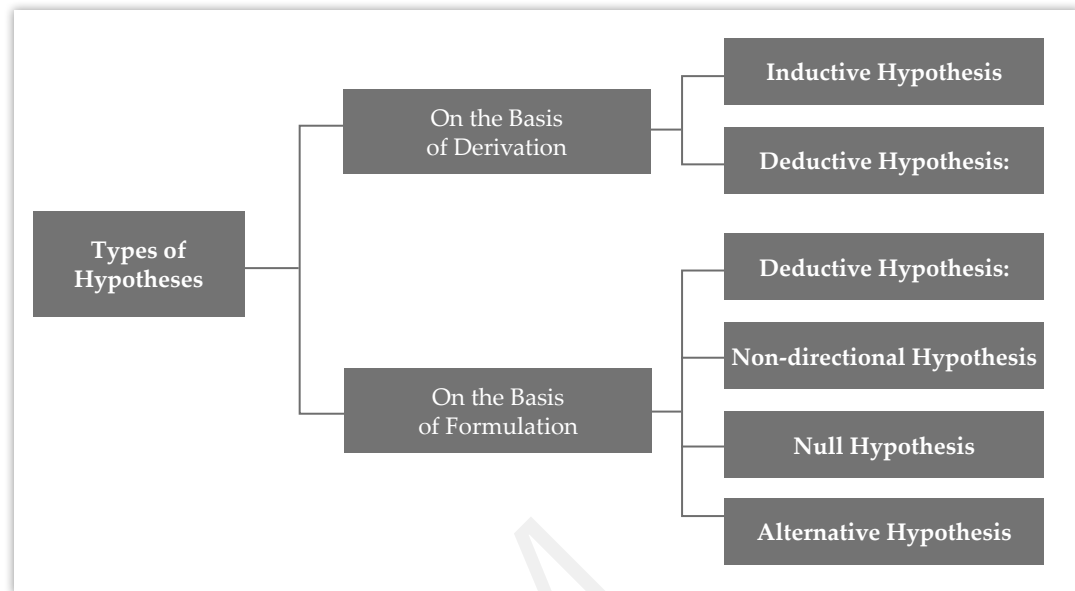 Types of
Hypotheses
On the Basis
of Derivation
Inductive Hypothesis
Deductive Hypothesis:
On the Basis
of Formulation
Deductive Hypothesis:
Non-directional Hypothesis
Null Hypothesis
Alternative Hypothesis